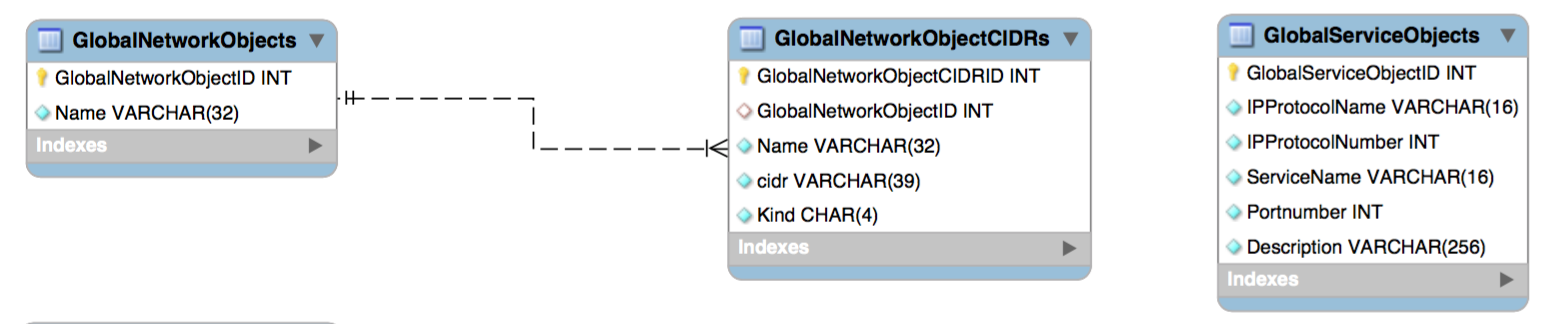 GlobalNetworkObjects
GlobalNetworkObjectID INT
Name VARCHAR(32)
Indexes
GlobalNetworkObjectCIDRs
GlobalNetworkObjectCIDRID INT
GlobalNetworkObjectID INT
Name VARCHAR(32)
cidr VARCHAR(39)
Kind CHAR(4)
Indexes
GlobalServiceObjects
GlobalServiceObjectID INT
IPProtocolName VARCHAR(16)
IPProtocolNumber INT
ServiceName VARCHAR(16)
Portnumber INT
Description VARCHAR(256)
Indexes